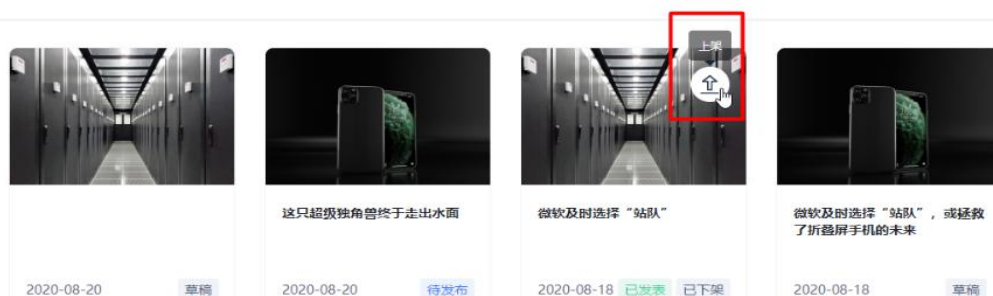 上架
这只超级独角兽终于走出水面
微软及时选择“站队”
微软及时选择“站队”，或拯救
了折叠屏手机的未来
2020-08-20 草稿
2020-08-20 待发布
2020-08-18 已发表 已下架
2020-08-18 草稿